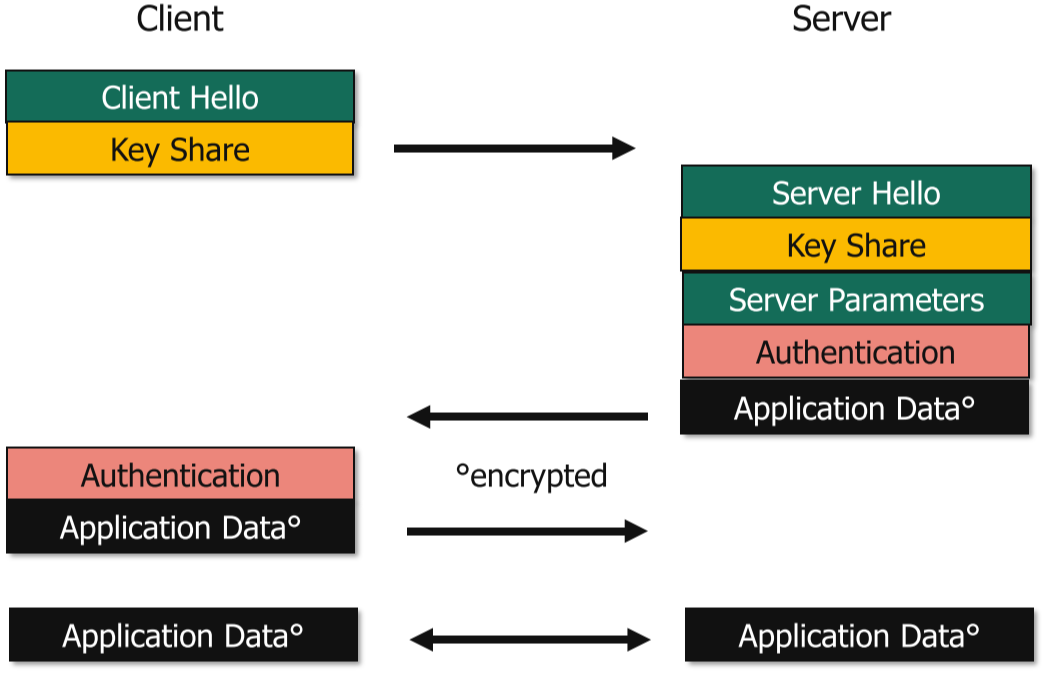 Client
Server
Client Hello
Key Share
Server Hello
Key Share
Server Parameters
Authentication
Application Data°
Authentication
°encrypted
Application Data°
Application Data°
Application Data°